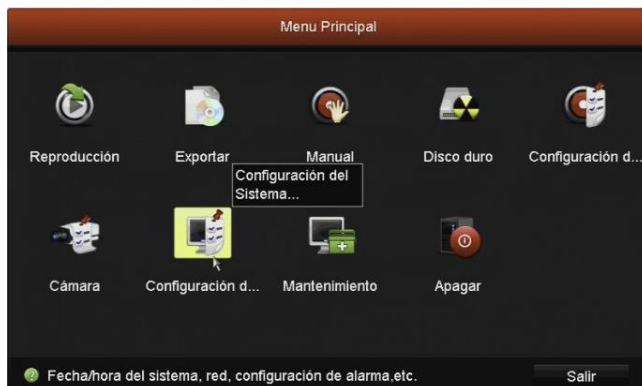 Menu Principal
Reproducción
Exportar
Manual
Disco duro
Configuración d...
Configuración del
Sistema...
Cámara
Configuración d...
Mantenimiento
Apagar
Fecha/hora del sistema, red, configuración de alarma,etc.
Salir